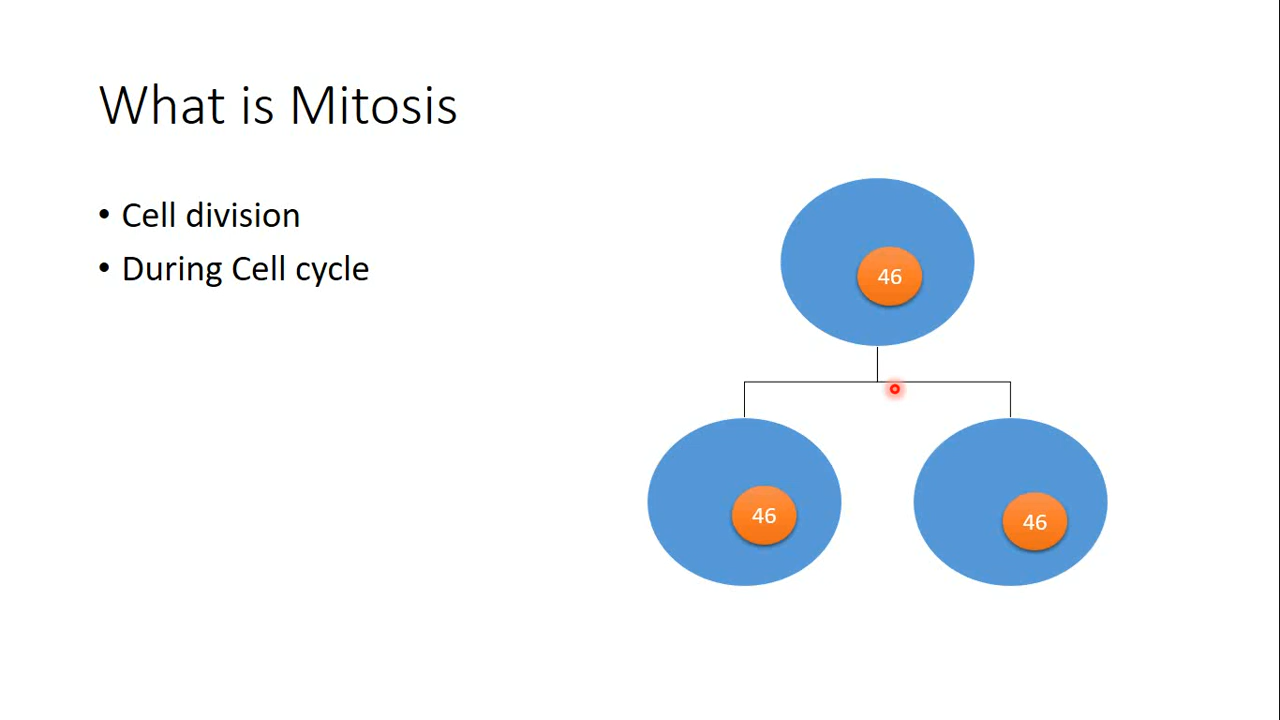 What is Mitosis
• Cell division
• During Cell cycle
46
46
46